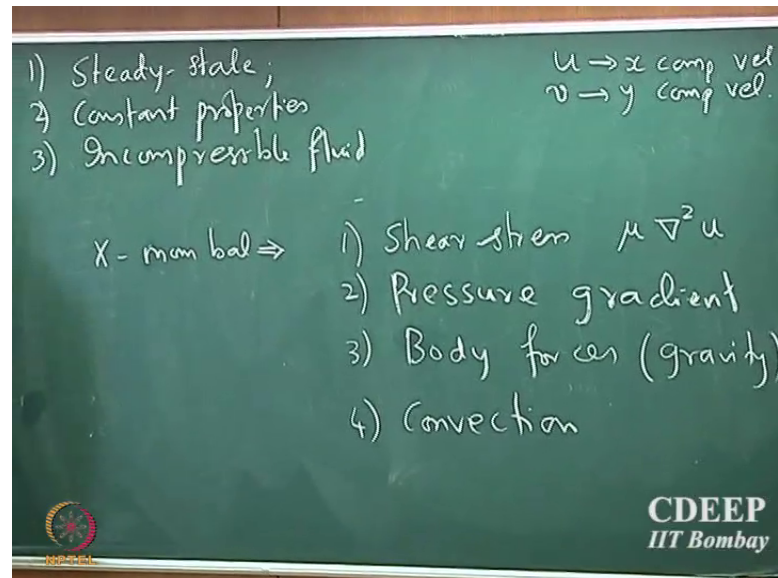 1) Steady-state;
2) Constant properties
3) Incompressible fluid
u → x comp vel
v → y comp vel.
X-mom bal ⇒
1) Shear stress μ ∇² u
2) Pressure gradient
3) Body forces (gravity)
4) Convection
NPTEL
CDEEP
IIT Bombay